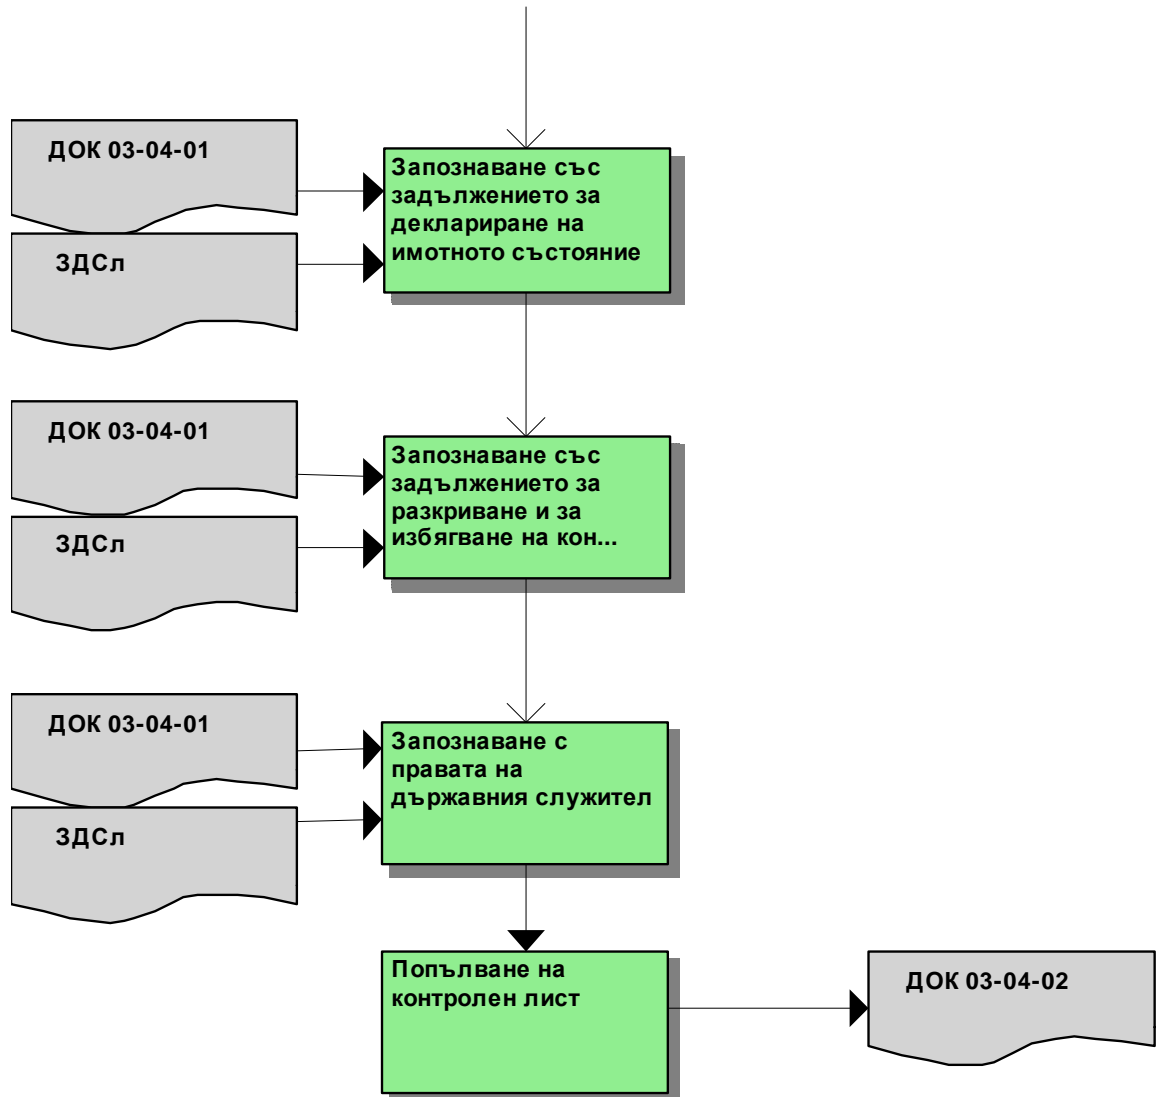 ДОК 03-04-01
ЗДСл
Запознаване със
задължението за
деклариране на
имотното състояние
ДОК 03-04-01
ЗДСл
Запознаване със
задължението за
разкриване и за
избягване на кон...
ДОК 03-04-01
ЗДСл
Запознаване с
правата на
държавния служител
Попълване на
контролен лист
ДОК 03-04-02